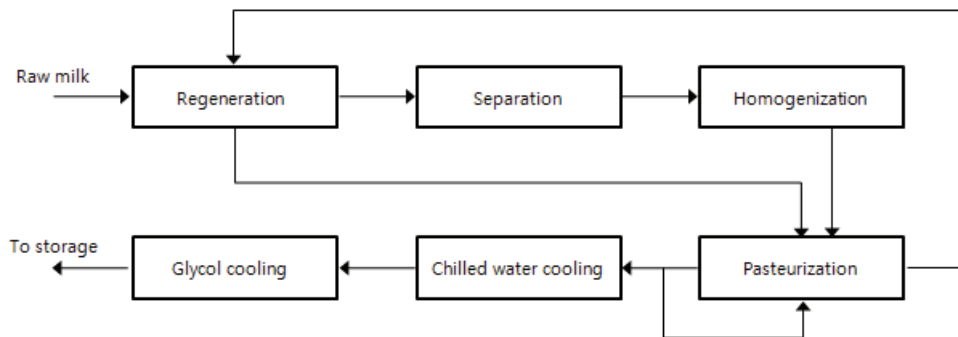 Raw milk
Regeneration
Separation
Homogenization
To storage
Glycol cooling
Chilled water cooling
Pasteurization